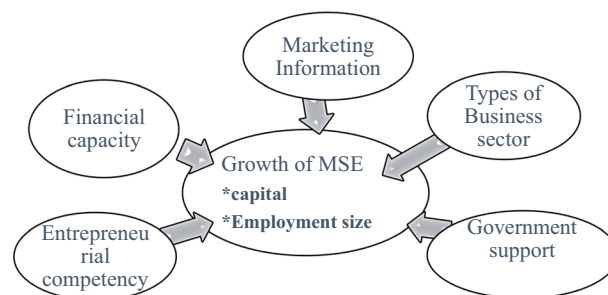 Marketing
Information
Financial
capacity
Types of
Business
sector
Growth of MSE
*capital
*Employment size
Entrepreneu
rial
competency
Government
support